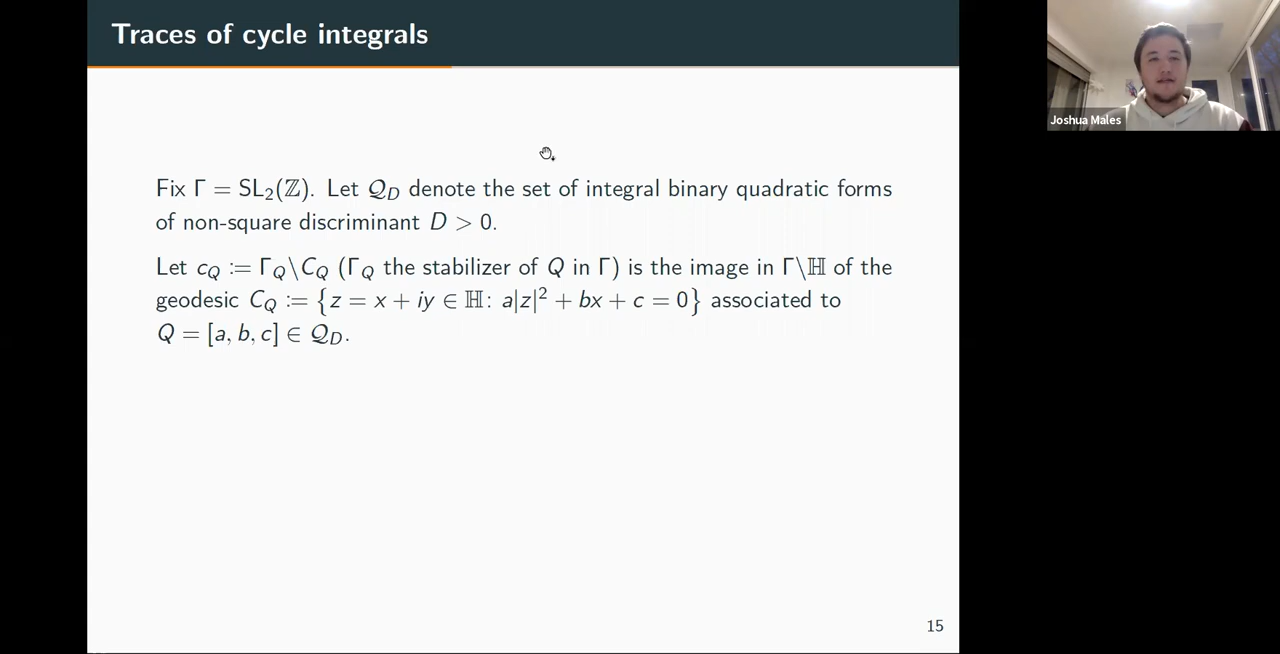 Traces of cycle integrals
Joshua Males
Fix Γ = SL₂(ℤ). Let 𝒬_D denote the set of integral binary quadratic forms
of non-square discriminant D > 0.
Let c_Q := Γ_Q\C_Q (Γ_Q the stabilizer of Q in Γ) is the image in Γ\ℍ of the
geodesic C_Q := {z = x + iy ∈ ℍ: a|z|² + bx + c = 0} associated to
Q = [a, b, c] ∈ 𝒬_D.
15